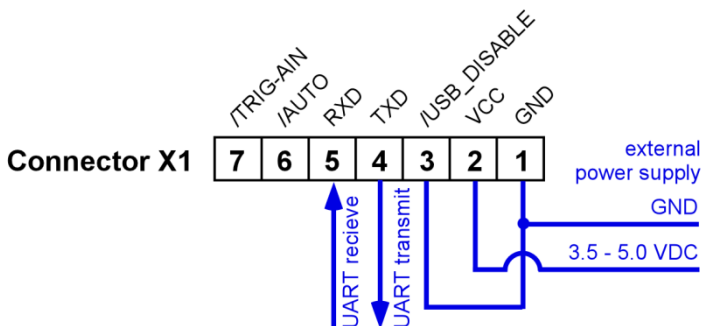 /TRIG-AIN
/AUTO
RXD
TXD
/USB_DISABLE
VCC
GND
Connector X1
7 6 5 4 3 2 1
external
power supply
GND
3.5 - 5.0 VDC
UART recieve
UART transmit